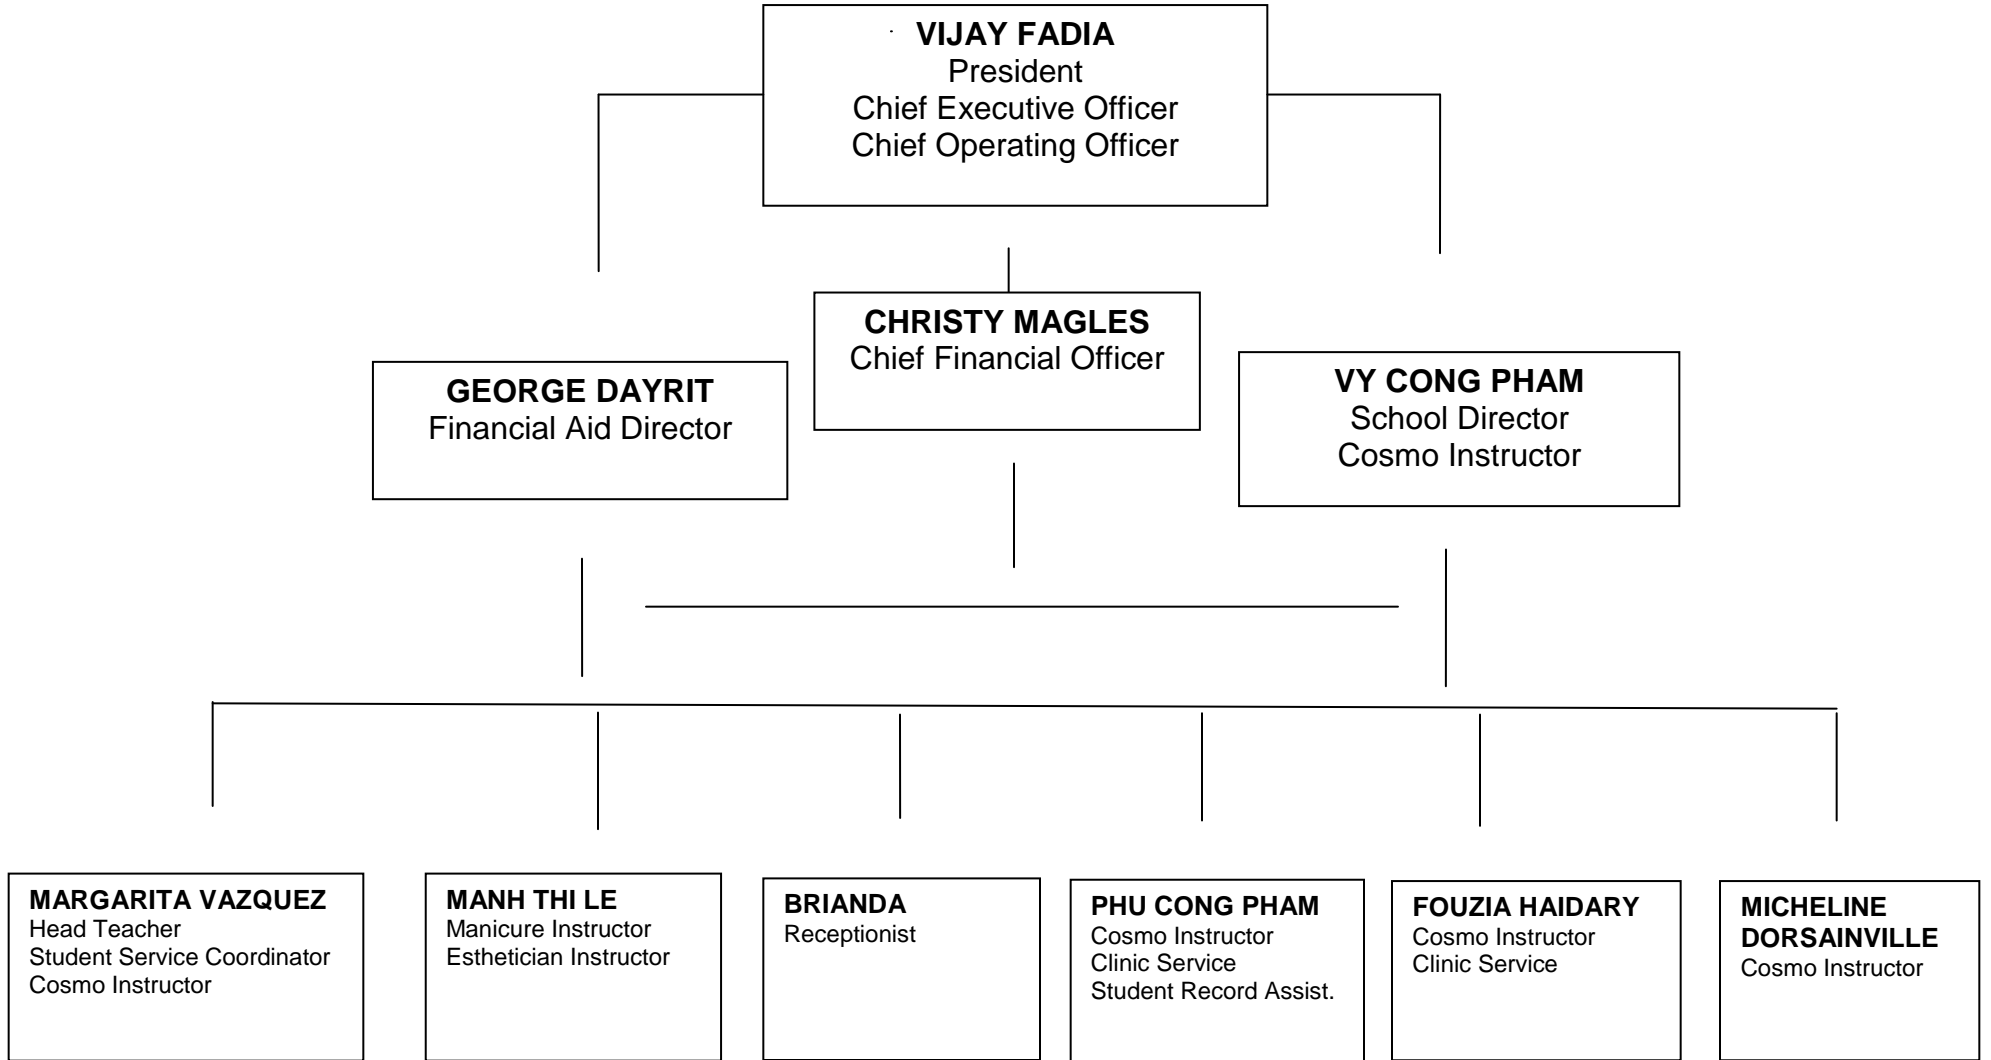 VIJAY FADIA
President
Chief Executive Officer
Chief Operating Officer
CHRISTY MAGLES
Chief Financial Officer
GEORGE DAYRIT
Financial Aid Director
VY CONG PHAM
School Director
Cosmo Instructor
MARGARITA VAZQUEZ
Head Teacher
Student Service Coordinator
Cosmo Instructor
MANH THI LE
Manicure Instructor
Esthetician Instructor
BRIANDA
Receptionist
PHU CONG PHAM
Cosmo Instructor
Clinic Service
Student Record Assist.
FOUZIA HAIDARY
Cosmo Instructor
Clinic Service
MICHELINE
DORSAINVILLE
Cosmo Instructor